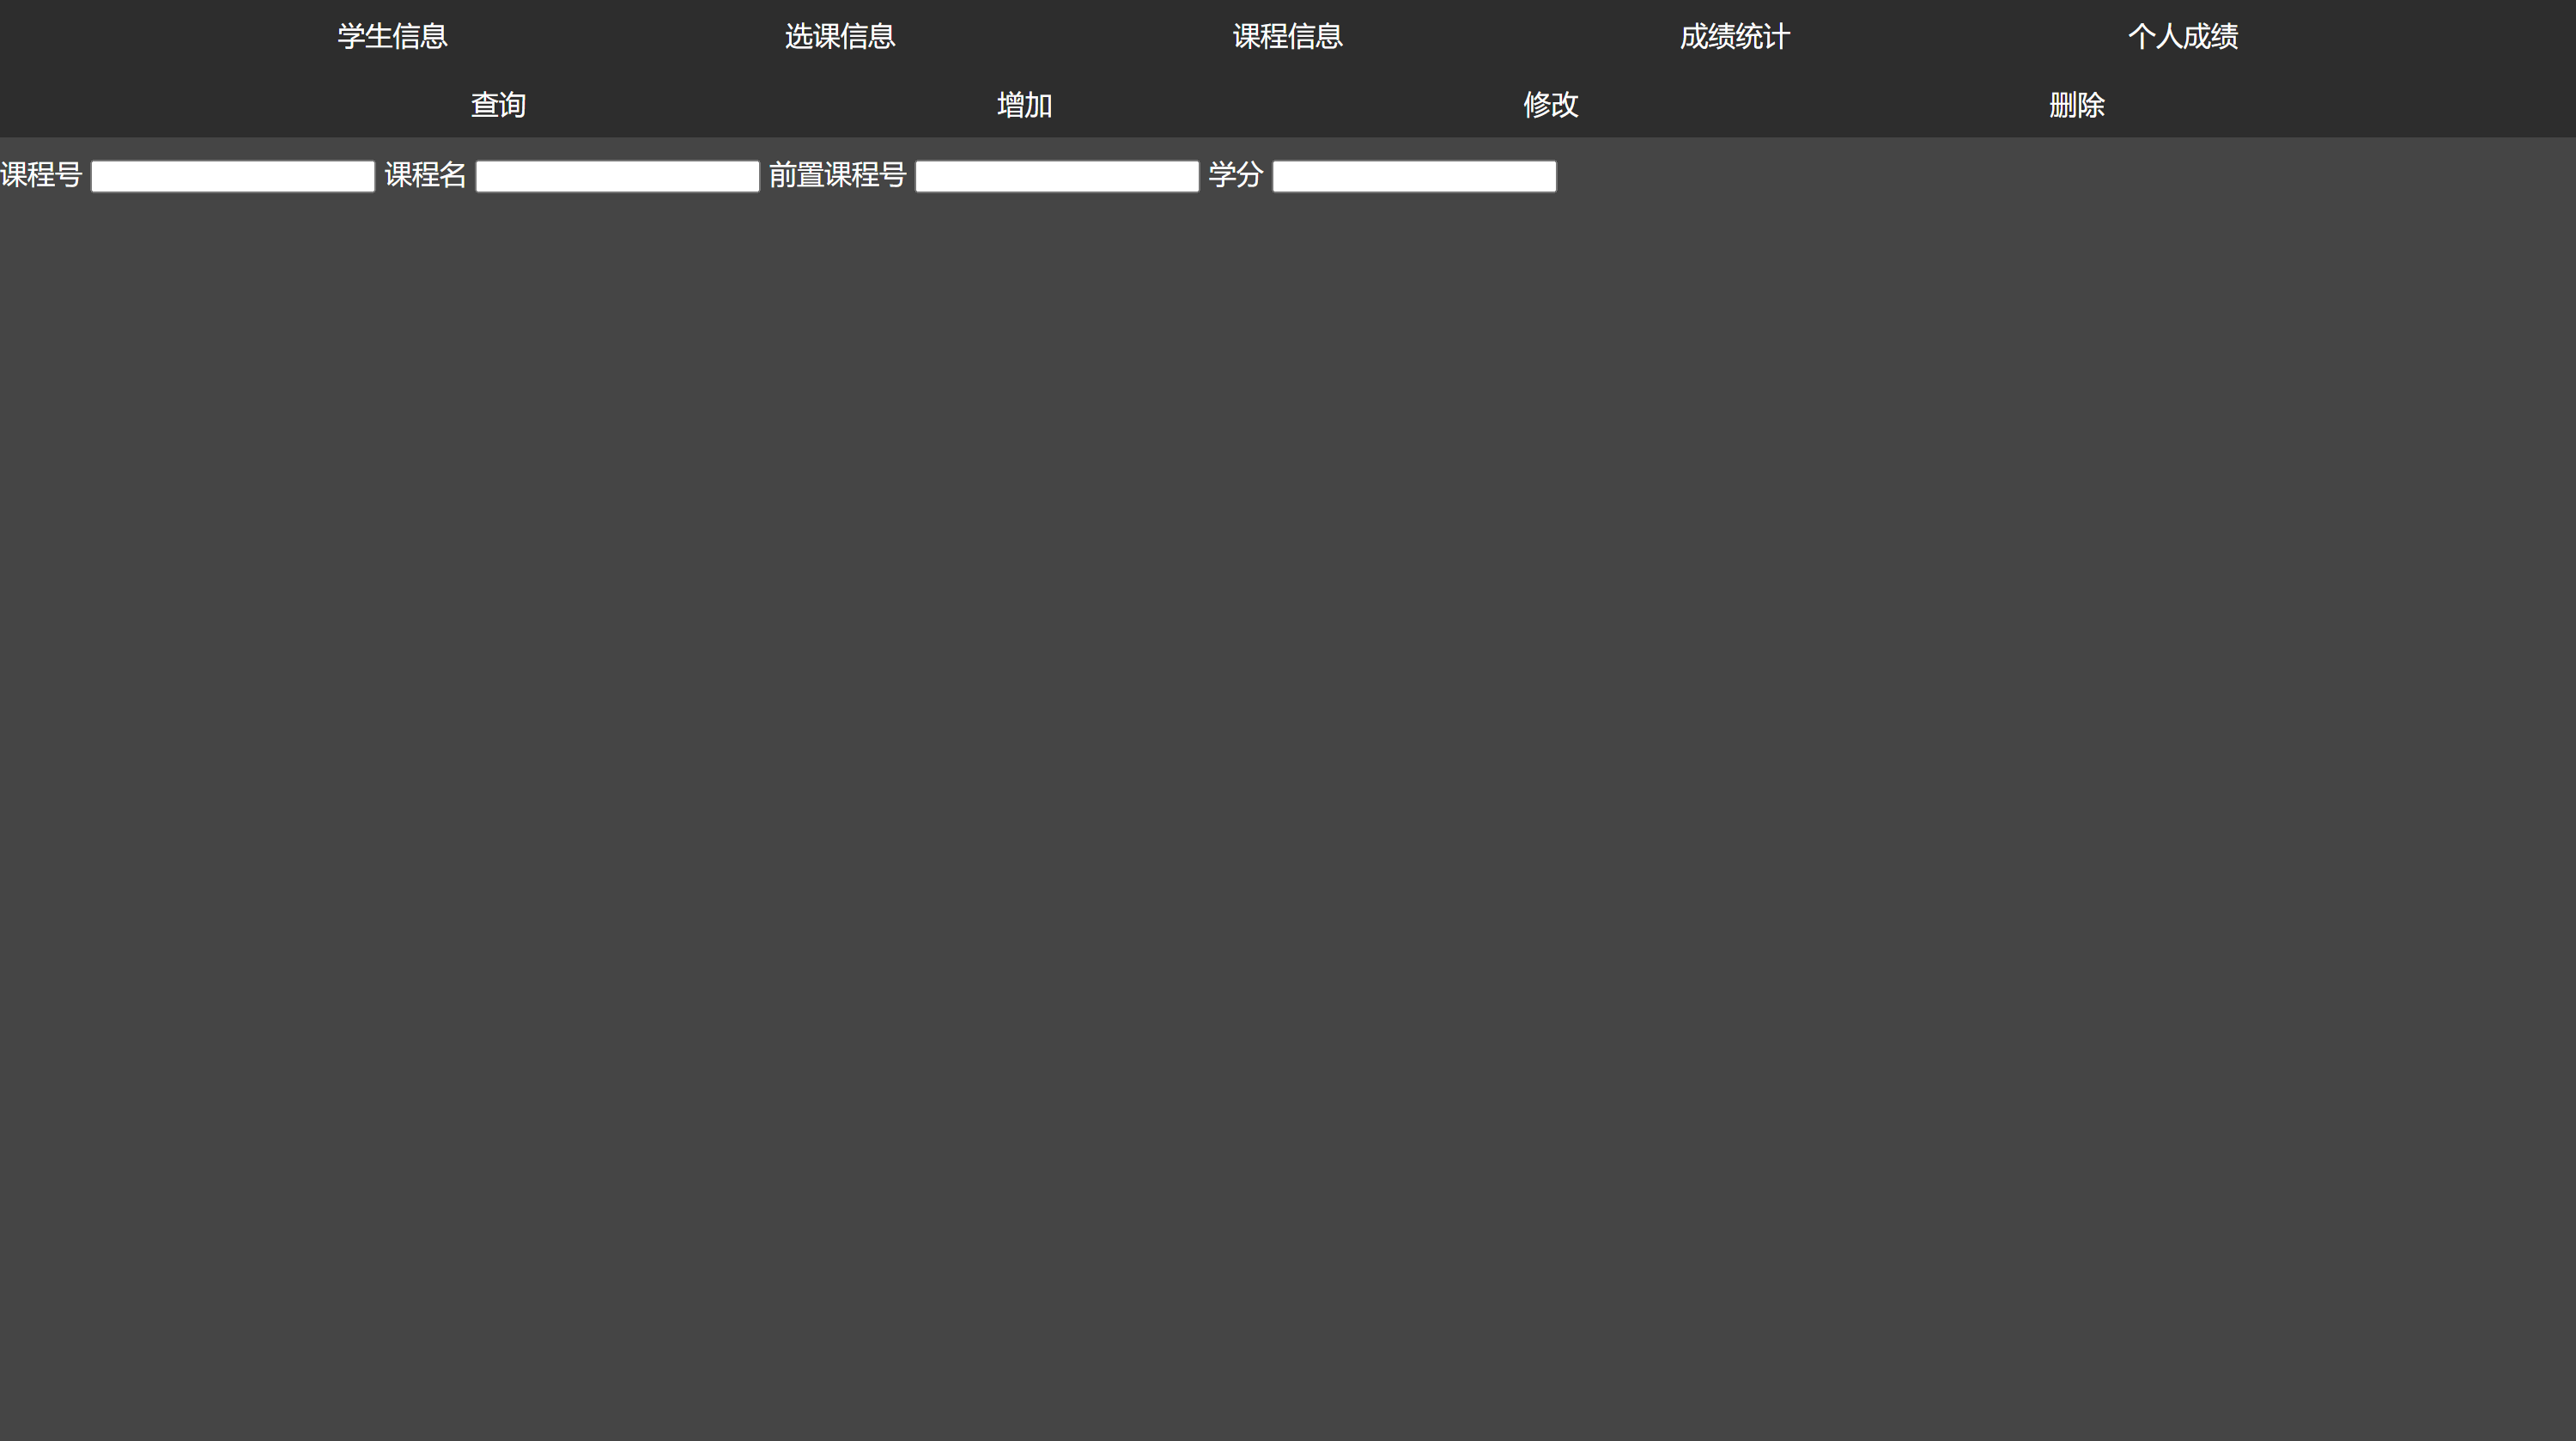 学生信息 选课信息 课程信息 成绩统计 个人成绩
查询 增加 修改 删除
课程号 课程名 前置课程号 学分